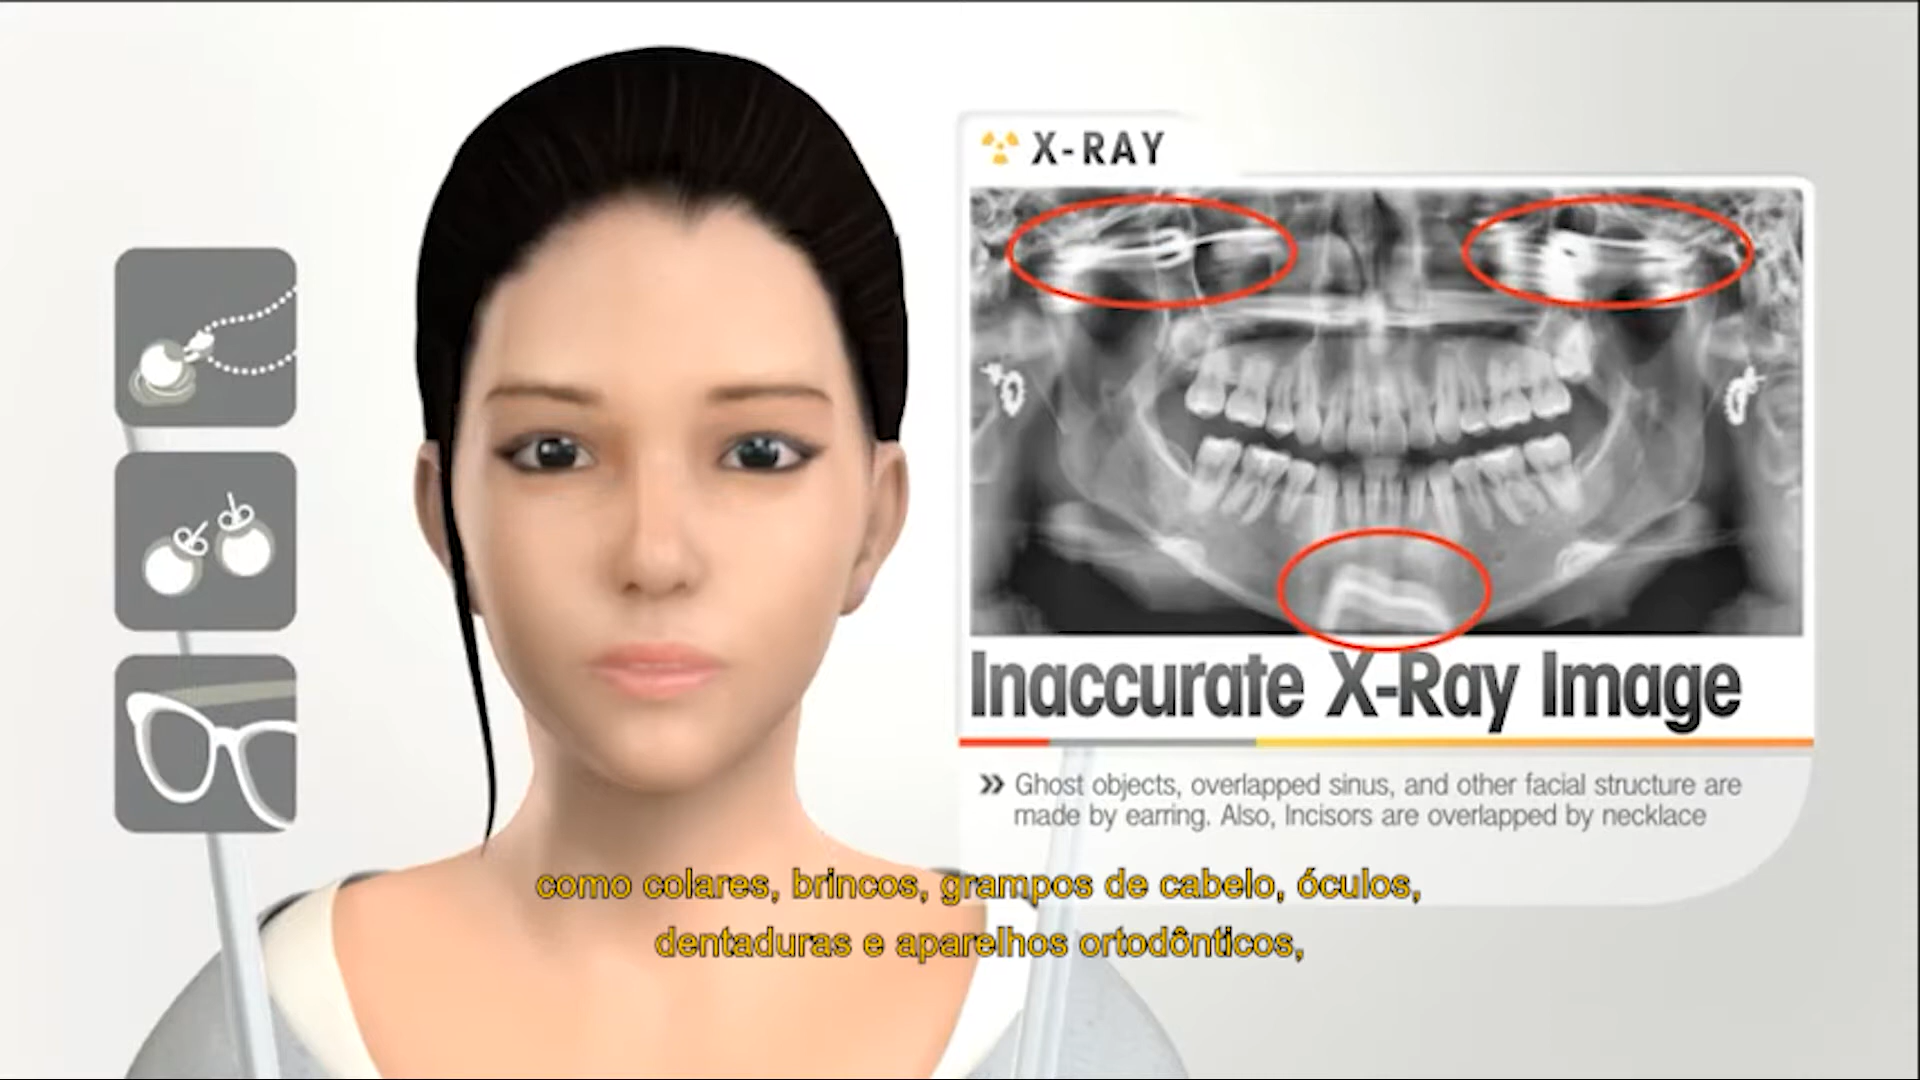 X-RAY
Inaccurate X-Ray Image
» Ghost objects, overlapped sinus, and other facial structure are
made by earring. Also, Incisors are overlapped by necklace
como colares, brincos, grampos de cabelo, óculos,
dentaduras e aparelhos ortodônticos,